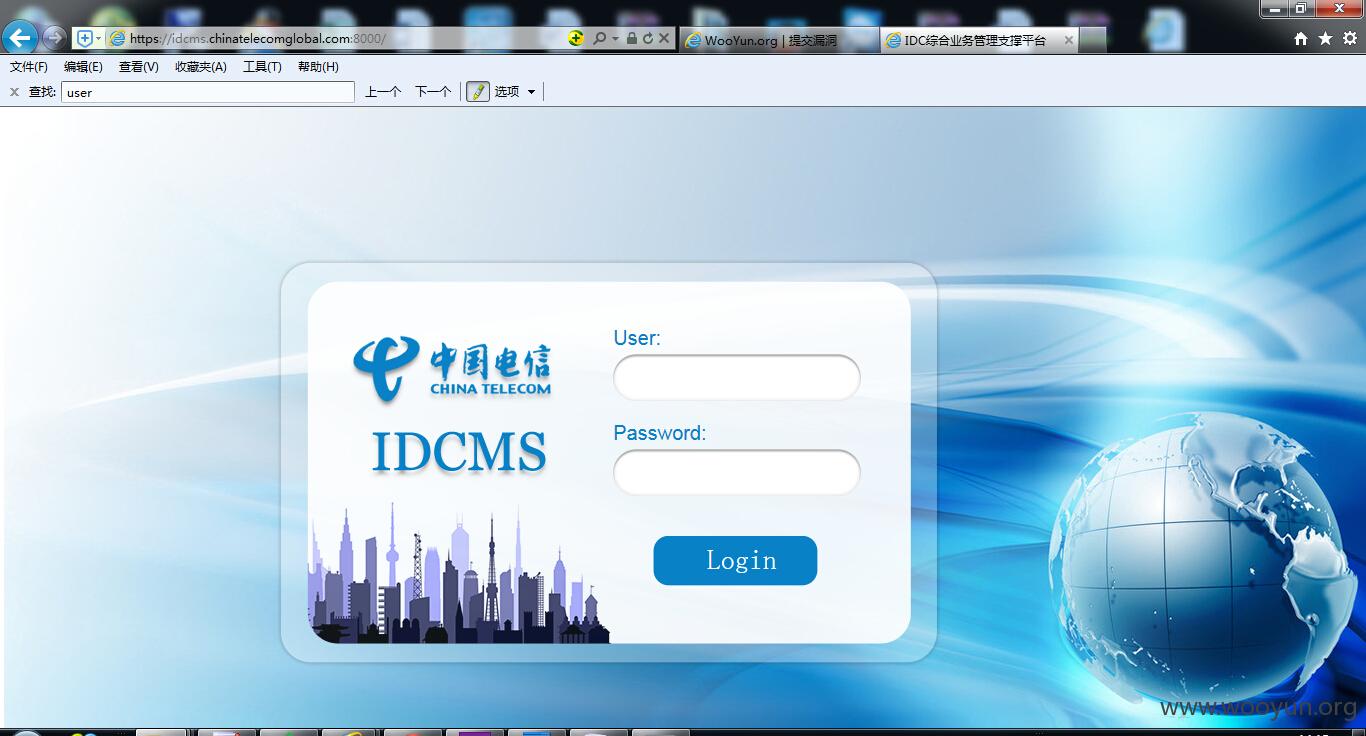 https://idcms.chinatelecomglobal.com:8000/
WooYun.org | 提交漏洞
IDC综合业务管理支撑平台
文件(F) 编辑(E) 查看(V) 收藏夹(A) 工具(T) 帮助(H)
查找: user 上一个 下一个 选项
中国电信
CHINA TELECOM
IDCMS
User:
Password:
Login
www.wooyun.org